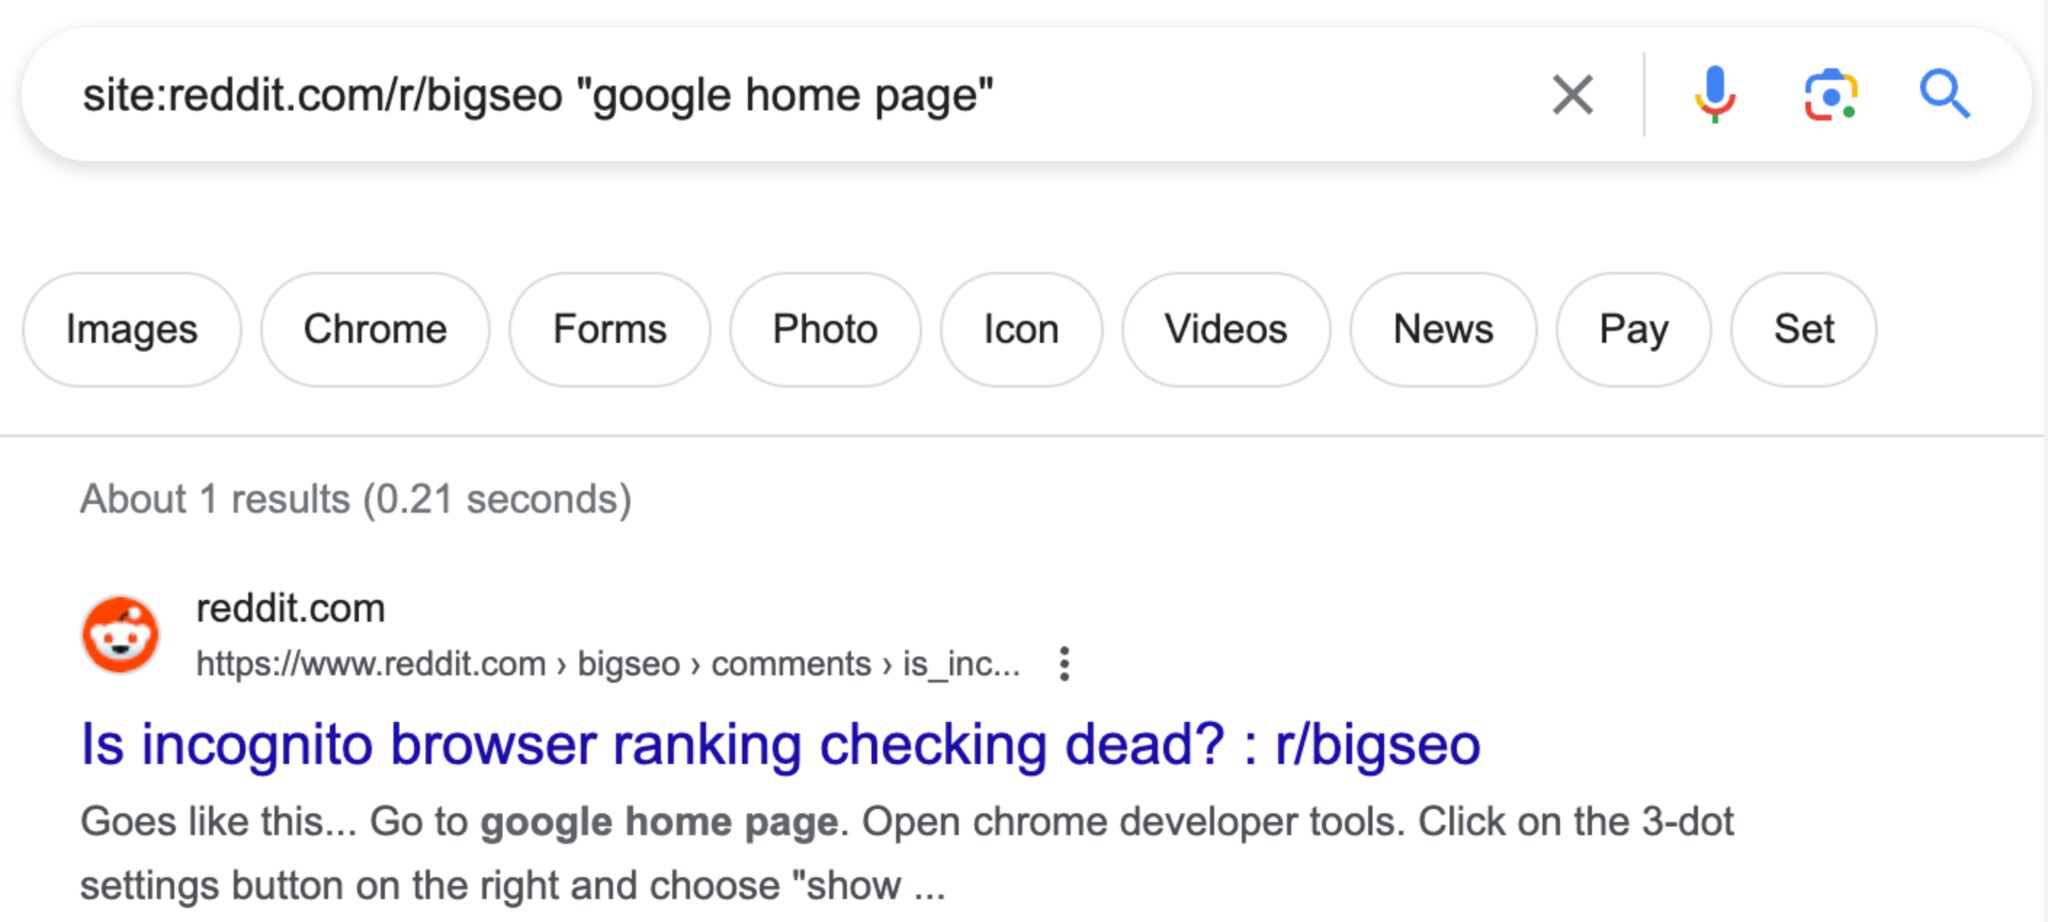 site:reddit.com/r/bigseo "google home page"
Images Chrome Forms Photo Icon Videos News Pay Set
About 1 results (0.21 seconds)
reddit.com
https://www.reddit.com › bigseo › comments › is_inc...
Is incognito browser ranking checking dead? : r/bigseo
Goes like this... Go to google home page. Open chrome developer tools. Click on the 3-dot
settings button on the right and choose "show ...